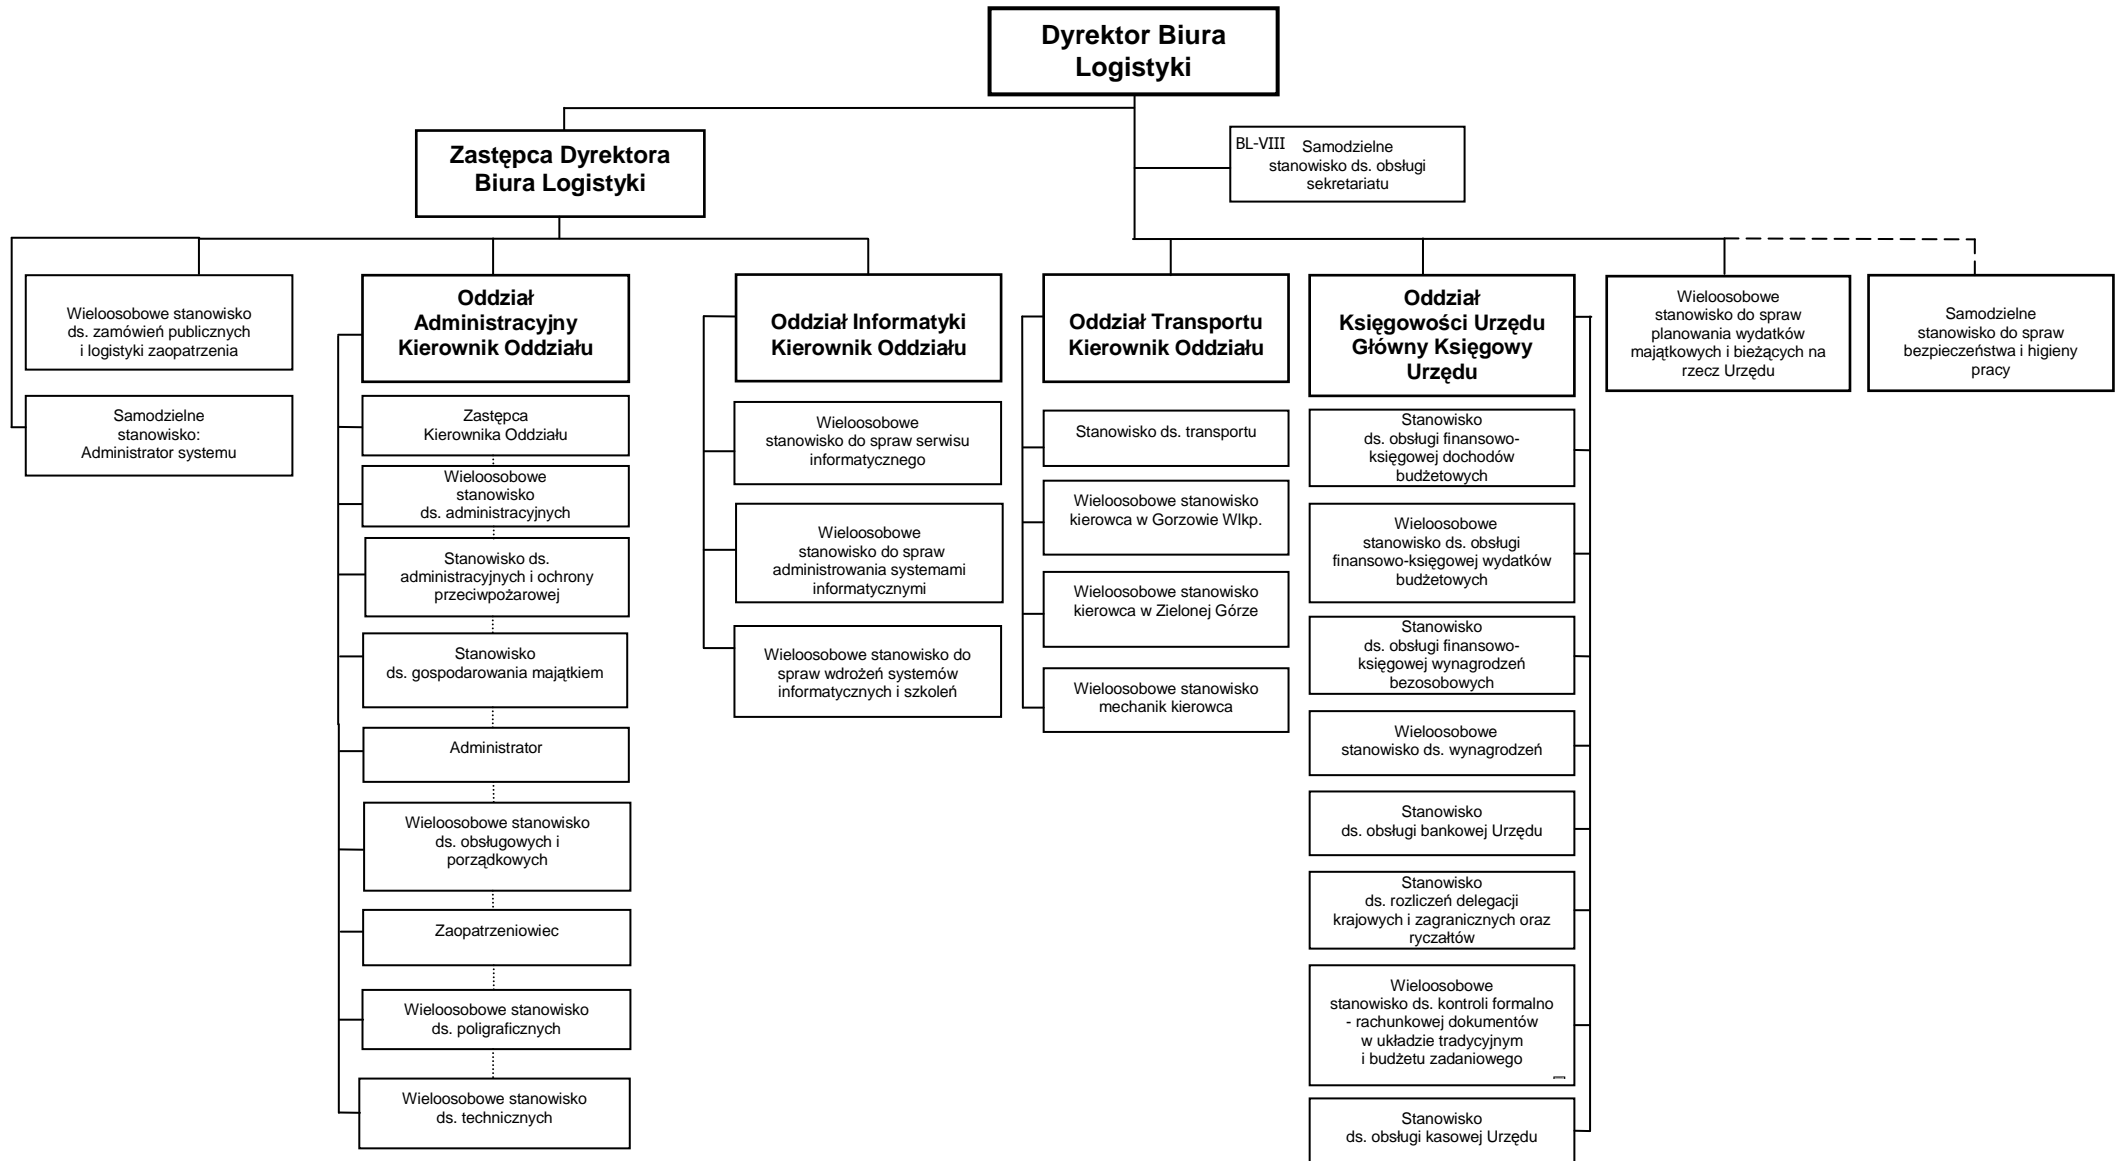 Dyrektor Biura
Logistyki
Zastępca Dyrektora
Biura Logistyki
BL-VIII Samodzielne
stanowisko ds. obsługi
sekretariatu
Wieloosobowe stanowisko
ds. zamówień publicznych
i logistyki zaopatrzenia
Samodzielne
stanowisko:
Administrator systemu
Oddział
Administracyjny
Kierownik Oddziału
Zastępca
Kierownika Oddziału
Wieloosobowe
stanowisko
ds. administracyjnych
Stanowisko ds.
administracyjnych i ochrony
przeciwpożarowej
Stanowisko
ds. gospodarowania majątkiem
Administrator
Wieloosobowe stanowisko
ds. obsługowych i
porządkowych
Zaopatrzeniowiec
Wieloosobowe stanowisko
ds. poligraficznych
Wieloosobowe stanowisko
ds. technicznych
Oddział Informatyki
Kierownik Oddziału
Wieloosobowe
stanowisko do spraw serwisu
informatycznego
Wieloosobowe
stanowisko do spraw
administrowania systemami
informatycznymi
Wieloosobowe stanowisko do
spraw wdrożeń systemów
informatycznych i szkoleń
Oddział Transportu
Kierownik Oddziału
Stanowisko ds. transportu
Wieloosobowe stanowisko
kierowca w Gorzowie Wlkp.
Wieloosobowe stanowisko
kierowca w Zielonej Górze
Wieloosobowe stanowisko
mechanik kierowca
Oddział
Księgowości Urzędu
Główny Księgowy
Urzędu
Stanowisko
ds. obsługi finansowo-
księgowej dochodów
budżetowych
Wieloosobowe
stanowisko ds. obsługi
finansowo-księgowej wydatków
budżetowych
Stanowisko
ds. obsługi finansowo-
księgowej wynagrodzeń
bezosobowych
Wieloosobowe
stanowisko ds. wynagrodzeń
Stanowisko
ds. obsługi bankowej Urzędu
Stanowisko
ds. rozliczeń delegacji
krajowych i zagranicznych oraz
ryczałtów
Wieloosobowe
stanowisko ds. kontroli formalno
- rachunkowej dokumentów
w układzie tradycyjnym
i budżetu zadaniowego
Stanowisko
ds. obsługi kasowej Urzędu
Wieloosobowe
stanowisko do spraw
planowania wydatków
majątkowych i bieżących na
rzecz Urzędu
Samodzielne
stanowisko do spraw
bezpieczeństwa i higieny
pracy